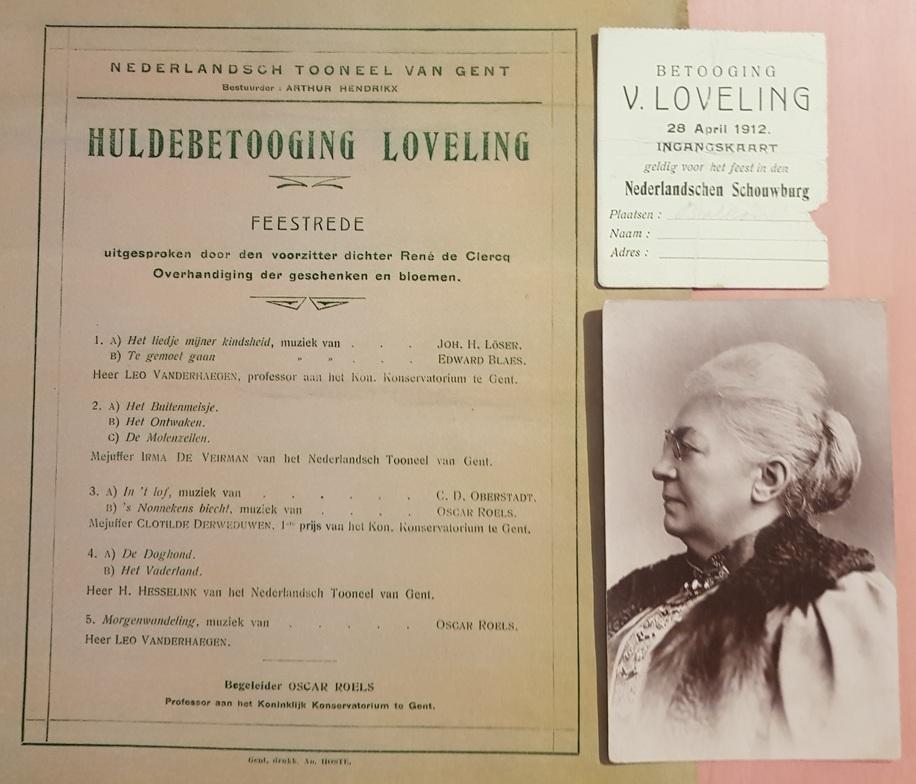 NEDERLANDSCH TOONEEL VAN GENT
Bestuurder : ARTHUR HENDRIKX
HULDEBETOOGING LOVELING
FEESTREDE
uitgesproken door den voorzitter dichter René de Clercq
Overhandiging der geschenken en bloemen.
1. A) Het liedje mijner kindsheid, muziek van . . . JOH. H. LÖSER.
B) Te gemoet gaan " " . . . EDWARD BLAES.
Heer LEO VANDERHAEGEN, professor aan het Kon. Konservatorium te Gent.
2. A) Het Buitenmeisje.
B) Het Ontwaken.
C) De Molenzeilen.
Mejuffer IRMA DE VEIRMAN van het Nederlandsch Tooneel van Gent.
3. A) In 't lof, muziek van . . . . . . C. D. OBERSTADT.
B) 's Nonnekens biecht, muziek van . . . . OSCAR ROELS.
Mejuffer CLOTILDE DERWEDUWEN, 1ste prijs van het Kon. Konservatorium te Gent.
4. A) De Doghond.
B) Het Vaderland.
Heer H. HESSELINK van het Nederlandsch Tooneel van Gent.
5. Morgenwandeling, muziek van . . . . . OSCAR ROELS.
Heer LEO VANDERHAEGEN.
Begeleider OSCAR ROELS
Professor aan het Koninklijk Konservatorium te Gent.
Gent, drukk. Ad. HOSTE.
BETOOGING
V. LOVELING
28 April 1912.
INGANGSKAART
geldig voor het feest in den
Nederlandschen Schouwburg
Plaatsen :
Naam :
Adres :